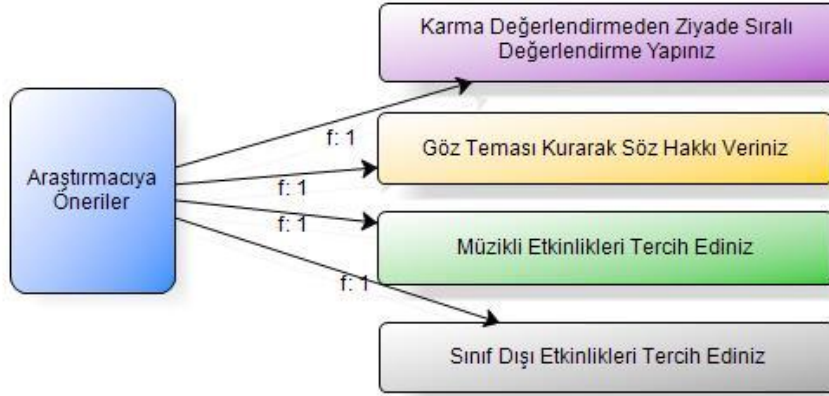 Karma Değerlendirmeden Ziyade Sıralı
Değerlendirme Yapınız
Araştırmacıya
Öneriler
f: 1
Göz Teması Kurarak Söz Hakkı Veriniz
f: 1
f: 1
Müzikli Etkinlikleri Tercih Ediniz
f: 1
Sınıf Dışı Etkinlikleri Tercih Ediniz